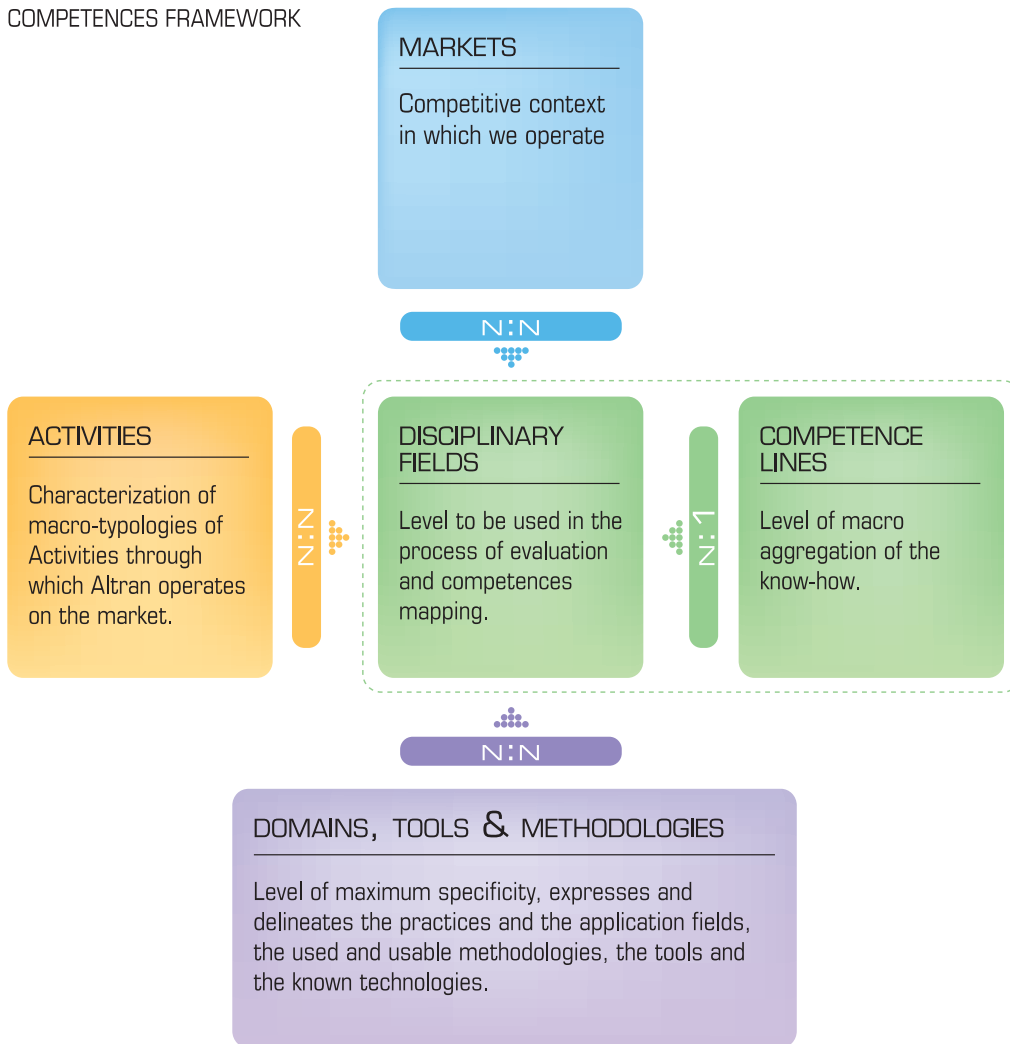 COMPETENCES FRAMEWORK
MARKETS
Competitive context
in which we operate
N:N
ACTIVITIES
Characterization of
macro-typologies of
Activities through
which Altran operates
on the market.
N:N
DISCIPLINARY
FIELDS
Level to be used in the
process of evaluation
and competences
mapping.
N:1
COMPETENCE
LINES
Level of macro
aggregation of the
know-how.
N:N
DOMAINS, TOOLS & METHODOLOGIES
Level of maximum specificity, expresses and
delineates the practices and the application fields,
the used and usable methodologies, the tools and
the known technologies.